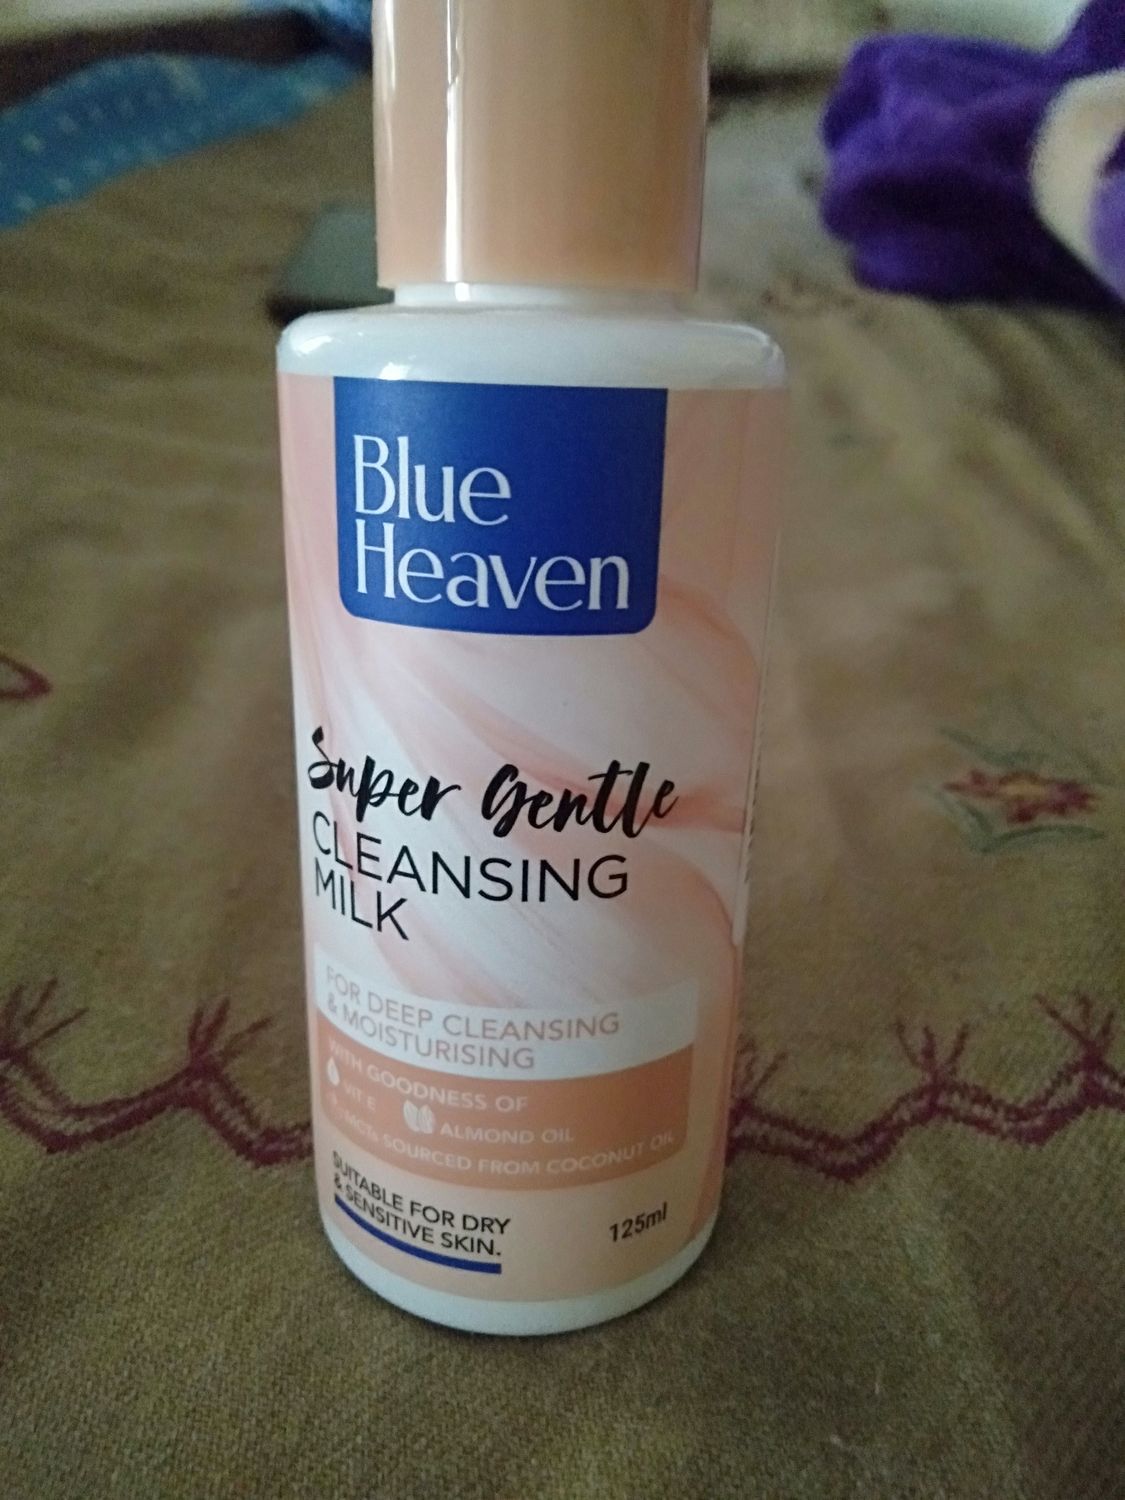 Blue
Heaven
Super Gentle
CLEANSING
MILK
FOR DEEP CLEANSING
& MOISTURISING
WITH GOODNESS OF
VIT E ALMOND OIL
MCTs SOURCED FROM COCONUT OIL
SUITABLE FOR DRY
& SENSITIVE SKIN.
125ml